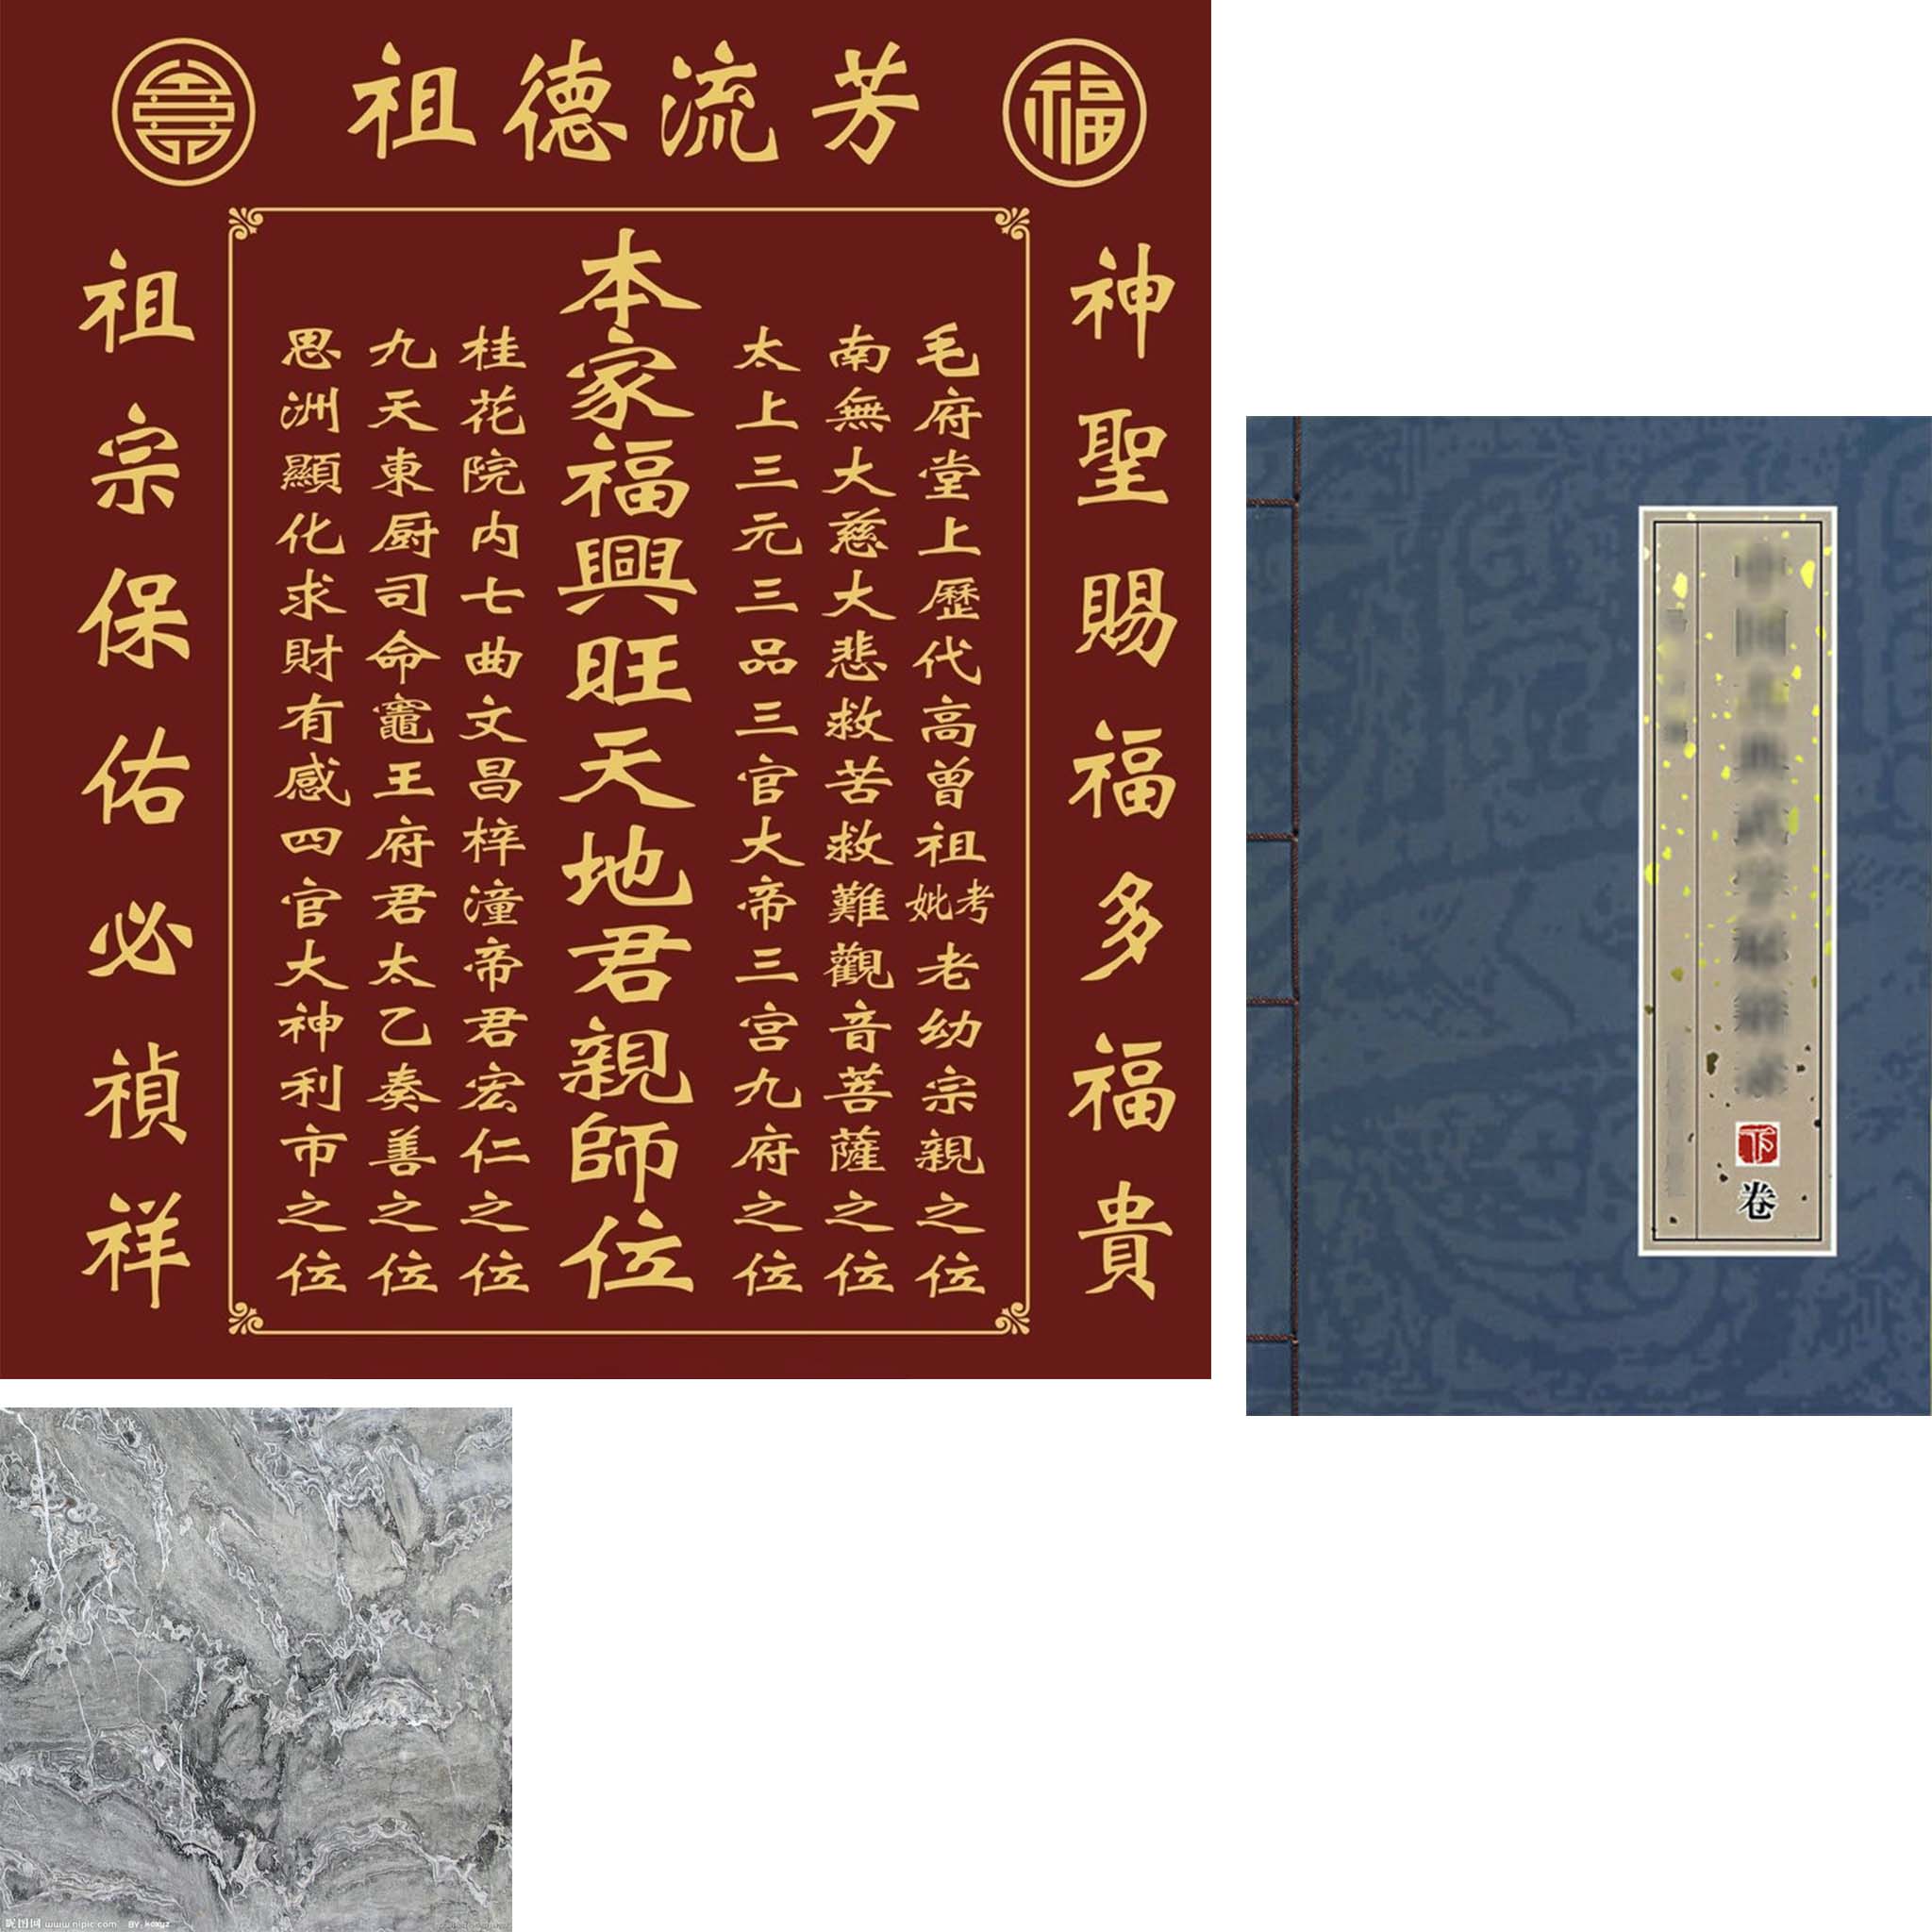 祖德流芳
福
神聖賜福多福貴
毛府堂上歷代高曾祖妣考老幼宗親之位
南無大慈大悲救苦救難觀音菩薩之位
太上三元三品三官大帝三宮九府之位
本家福興旺天地君親師位
桂花院内七曲文昌梓潼帝君宏仁之位
九天東厨司命竈王府君太乙奏善之位
思洲顯化求財有感四官大神利市之位
祖宗保佑必禎祥
下
卷
昵图网 www.nipic.com BY: kcxyz